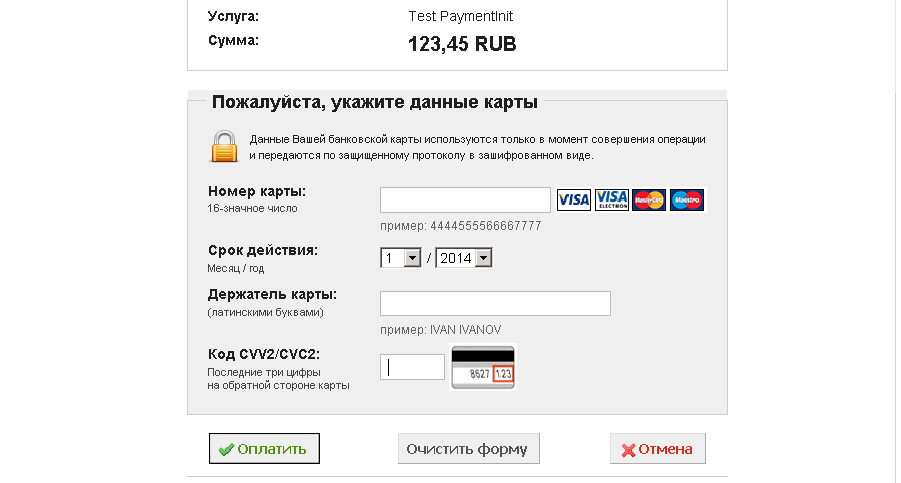 Услуга: Test PaymentInit
Сумма: 123,45 RUB
Пожалуйста, укажите данные карты
Данные Вашей банковской карты используются только в момент совершения операции
и передаются по защищенному протоколу в зашифрованном виде.
Номер карты: VISA VISA ELECTRON MasterCard Maestro
16-значное число
пример: 4444555566667777
Срок действия: 1 / 2014
Месяц / год
Держатель карты:
(латинскими буквами)
пример: IVAN IVANOV
Код CVV2/CVC2:
Последние три цифры 8627 123
на обратной стороне карты
Оплатить Очистить форму Отмена